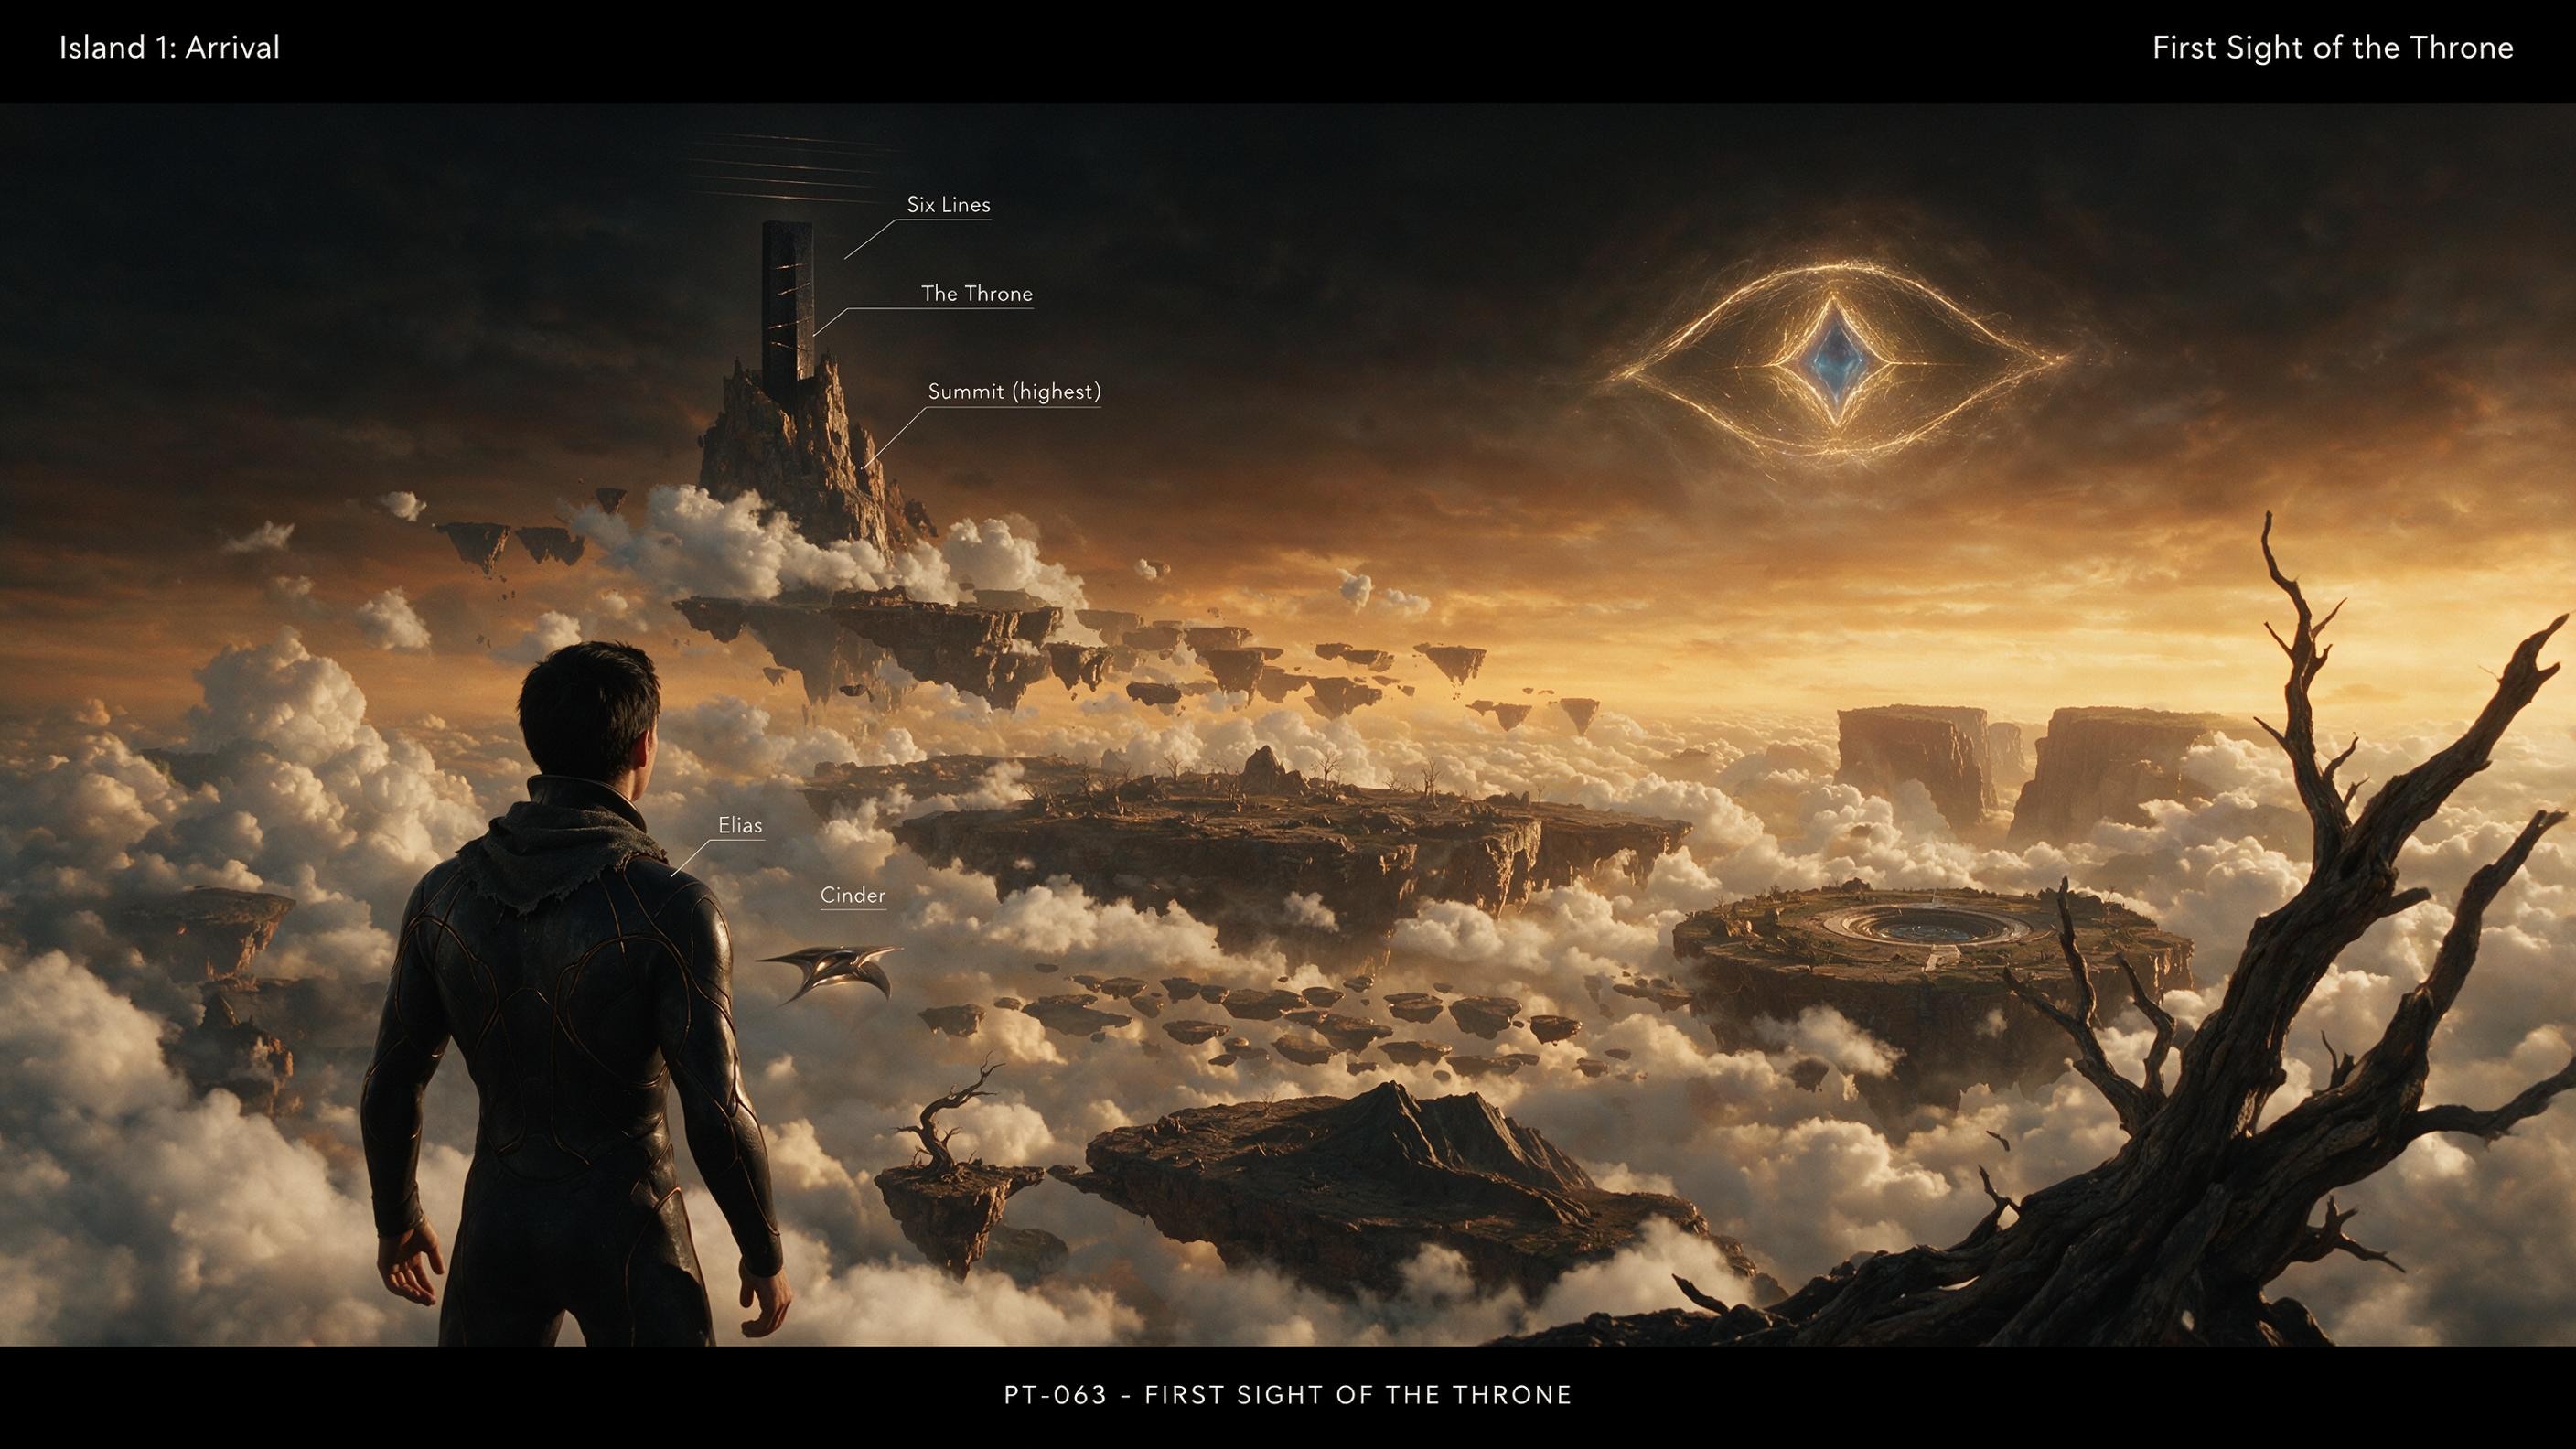 Island 1: Arrival
First Sight of the Throne
Six Lines
The Throne
Summit (highest)
Elias
Cinder
PT-063 - FIRST SIGHT OF THE THRONE